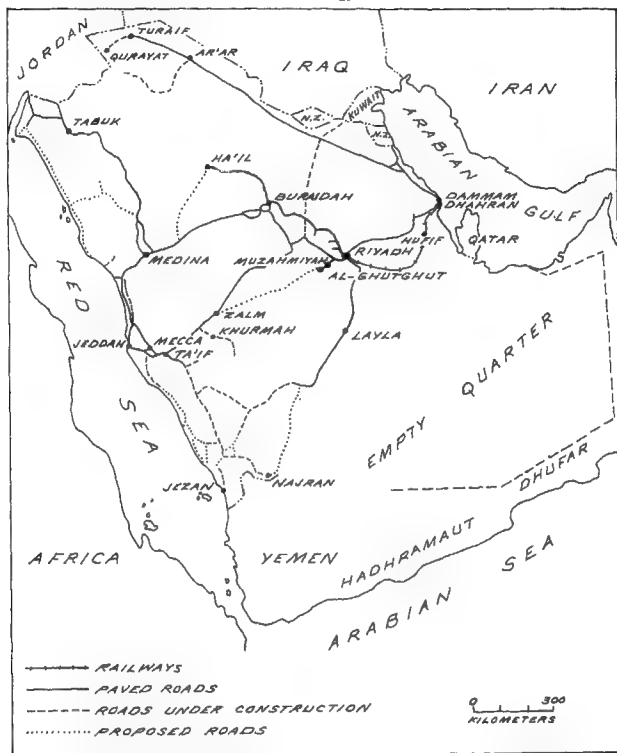 TURAIF
QURAYAT
AR'AR
JORDAN
IRAQ
IRAN
KUWAIT
N.Z.
N.Z.
TABUK
HA'IL
ARABIAN
GULF
BURAIDAH
DAMMAM
DHAHRAN
HUFIF
QATAR
MEDINA
MUZAHMIYAH
RIYADH
AL-GHUTGHUT
RED
SEA
ZALM
KHURMAH
LAYLA
JEDDAH
MECCA
TA'IF
EMPTY QUARTER
NAJRAN
JEZAN
DHUFAR
AFRICA
YEMEN
HADHRAMAUT
ARABIAN SEA
RAILWAYS
PAVED ROADS
ROADS UNDER CONSTRUCTION
PROPOSED ROADS
0 300
KILOMETERS